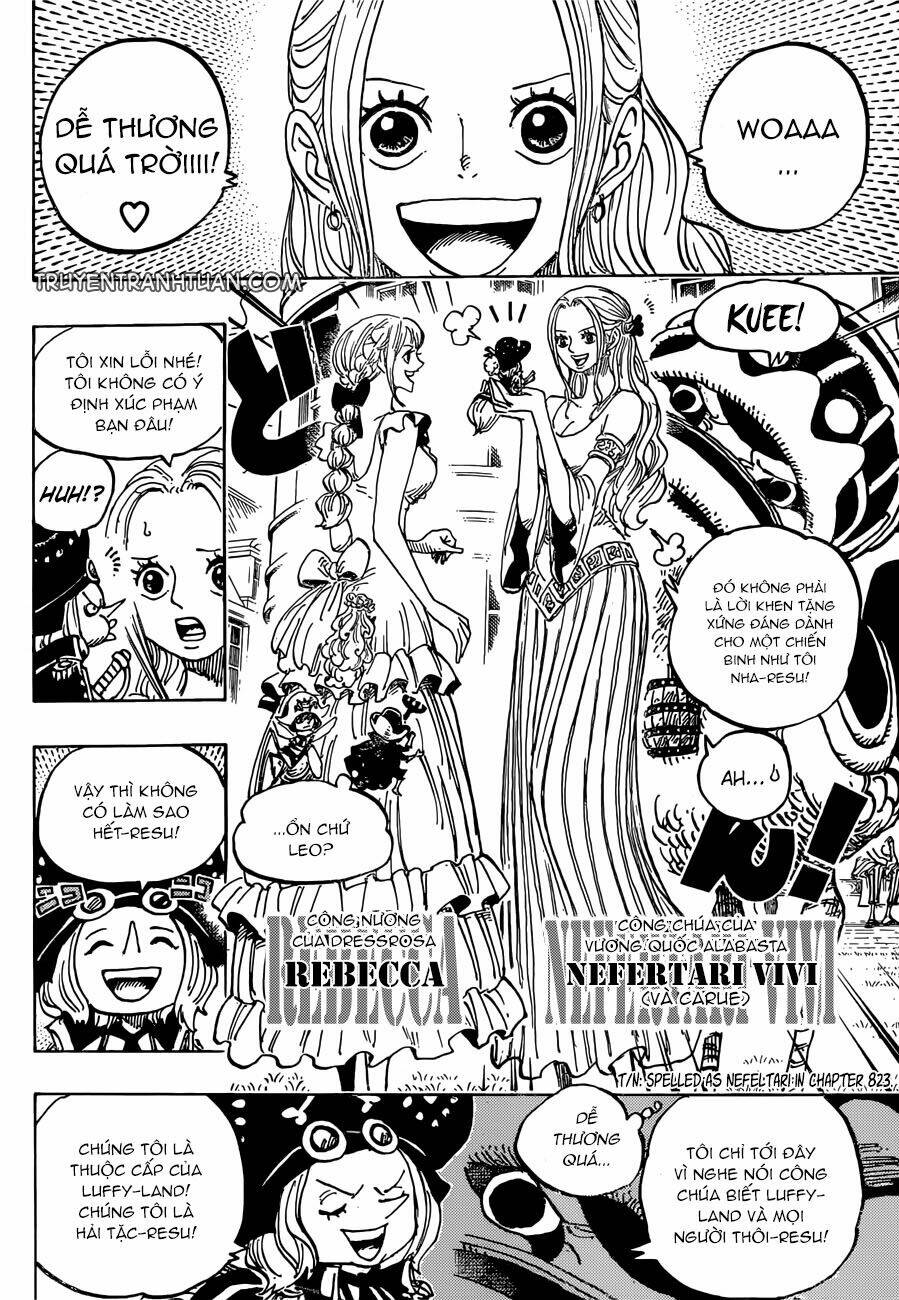 WOAAA
...
DỄ THƯƠNG
QUÁ TRỜIIII!
♡
TRUYENTRANHTUAN.COM
KUEE!
ĐÓ KHÔNG PHẢI
LÀ LỜI KHEN TẶNG
XỨNG ĐÁNG DÀNH
CHO MỘT CHIẾN
BINH NHƯ TÔI
NHA-RESU!
AH...
...ỔN CHỨ
LEO?
TÔI XIN LỖI NHÉ!
TÔI KHÔNG CÓ Ý
ĐỊNH XÚC PHẠM
BẠN ĐÂU!
HUH!?
VẬY THÌ KHÔNG
CÓ LÀM SAO
HẾT-RESU!
CÔNG CHÚA CỦA
VƯƠNG QUỐC ALABASTA
NEFERTARI VIVI
(VÀ CARUE)
CÔNG NƯƠNG
CỦA DRESSROSA
REBECCA
T/N: SPELLED AS NEFELTARI IN CHAPTER 823.
TÔI CHỈ TỚI ĐÂY
VÌ NGHE NÓI CÔNG
CHÚA BIẾT LUFFY-
LAND VÀ MỌI
NGƯỜI THÔI-RESU!
DỄ
THƯƠNG
QUÁ...
CHÚNG TÔI LÀ
THUỘC CẤP CỦA
LUFFY-LAND!
CHÚNG TÔI LÀ
HẢI TẶC-RESU!